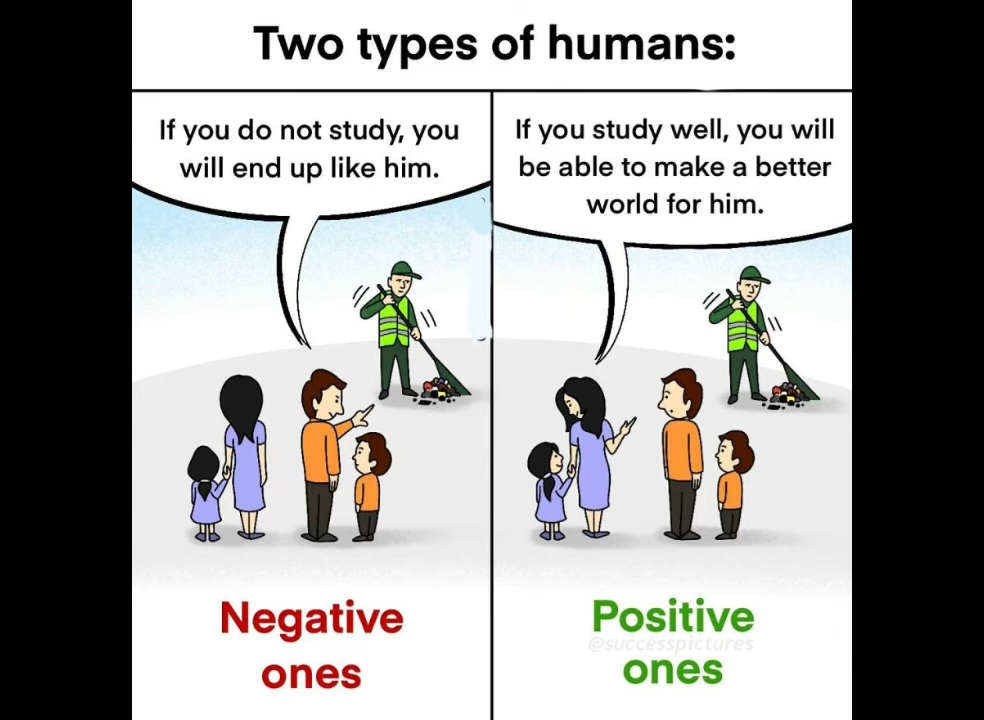 Two types of humans:
If you do not study, you
will end up like him.
If you study well, you will
be able to make a better
world for him.
Negative
ones
Positive
@successpictures
ones